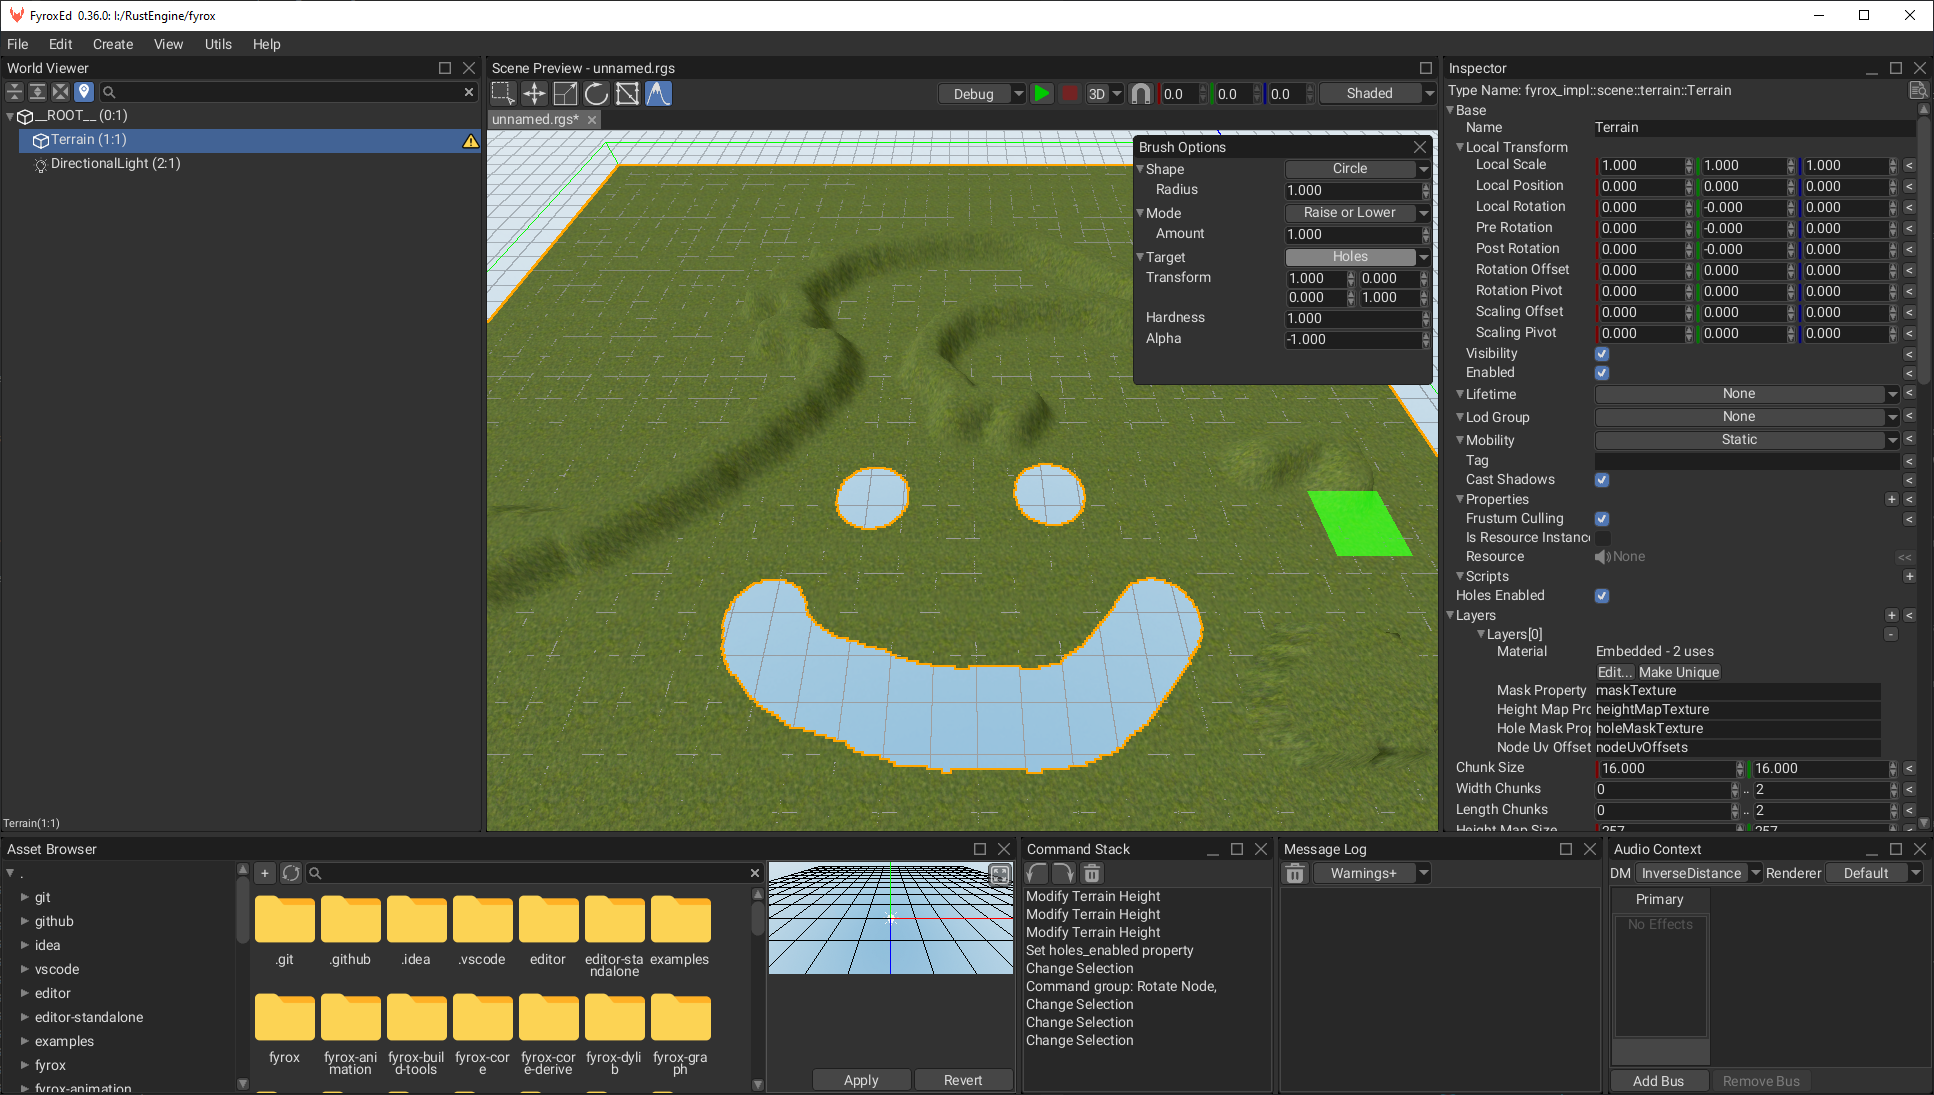 FyroxEd 0.36.0: I:/RustEngine/fyrox
File Edit Create View Utils Help
World Viewer
__ROOT__ (0:1)
Terrain (1:1)
DirectionalLight (2:1)
Terrain(1:1)
Scene Preview - unnamed.rgs
Debug 3D 0.0 0.0 0.0 Shaded
unnamed.rgs*
Brush Options
Shape Circle
Radius 1.000
Mode Raise or Lower
Amount 1.000
Target Holes
Transform 1.000 0.000
0.000 1.000
Hardness 1.000
Alpha -1.000
Inspector
Type Name: fyrox_impl::scene::terrain::Terrain
Base
Name Terrain
Local Transform
Local Scale 1.000 1.000 1.000 <
Local Position 0.000 0.000 0.000 <
Local Rotation 0.000 -0.000 0.000 <
Pre Rotation 0.000 -0.000 0.000 <
Post Rotation 0.000 -0.000 0.000 <
Rotation Offset 0.000 0.000 0.000 <
Rotation Pivot 0.000 0.000 0.000 <
Scaling Offset 0.000 0.000 0.000 <
Scaling Pivot 0.000 0.000 0.000 <
Visibility <
Enabled <
Lifetime None <
Lod Group None <
Mobility Static <
Tag <
Cast Shadows <
Properties + <
Frustum Culling <
Is Resource Instance
Resource None <<
Scripts +
Holes Enabled
Layers + <
Layers[0] -
Material Embedded - 2 uses
Edit... Make Unique
Mask Property maskTexture
Height Map Prc heightMapTexture
Hole Mask Prop holeMaskTexture
Node Uv Offset nodeUvOffsets
Chunk Size 16.000 16.000 <
Width Chunks 0 .. 2 <
Length Chunks 0 .. 2 <
Height Map Size 257 257
Asset Browser
.
git
github
idea
vscode
editor
editor-standalone
examples
fyrox
fyrox-animation
+
.git .github .idea .vscode editor editor-sta
ndalone examples
fyrox fyrox-ani
mation fyrox-buil
d-tools fyrox-cor
e fyrox-cor
e-derive fyrox-dyli
b fyrox-gra
ph
Apply Revert
Command Stack
Modify Terrain Height
Modify Terrain Height
Modify Terrain Height
Set holes_enabled property
Change Selection
Command group: Rotate Node,
Change Selection
Change Selection
Change Selection
Message Log
Warnings+
Audio Context
DM InverseDistance Renderer Default
Primary
No Effects
Add Bus Remove Bus